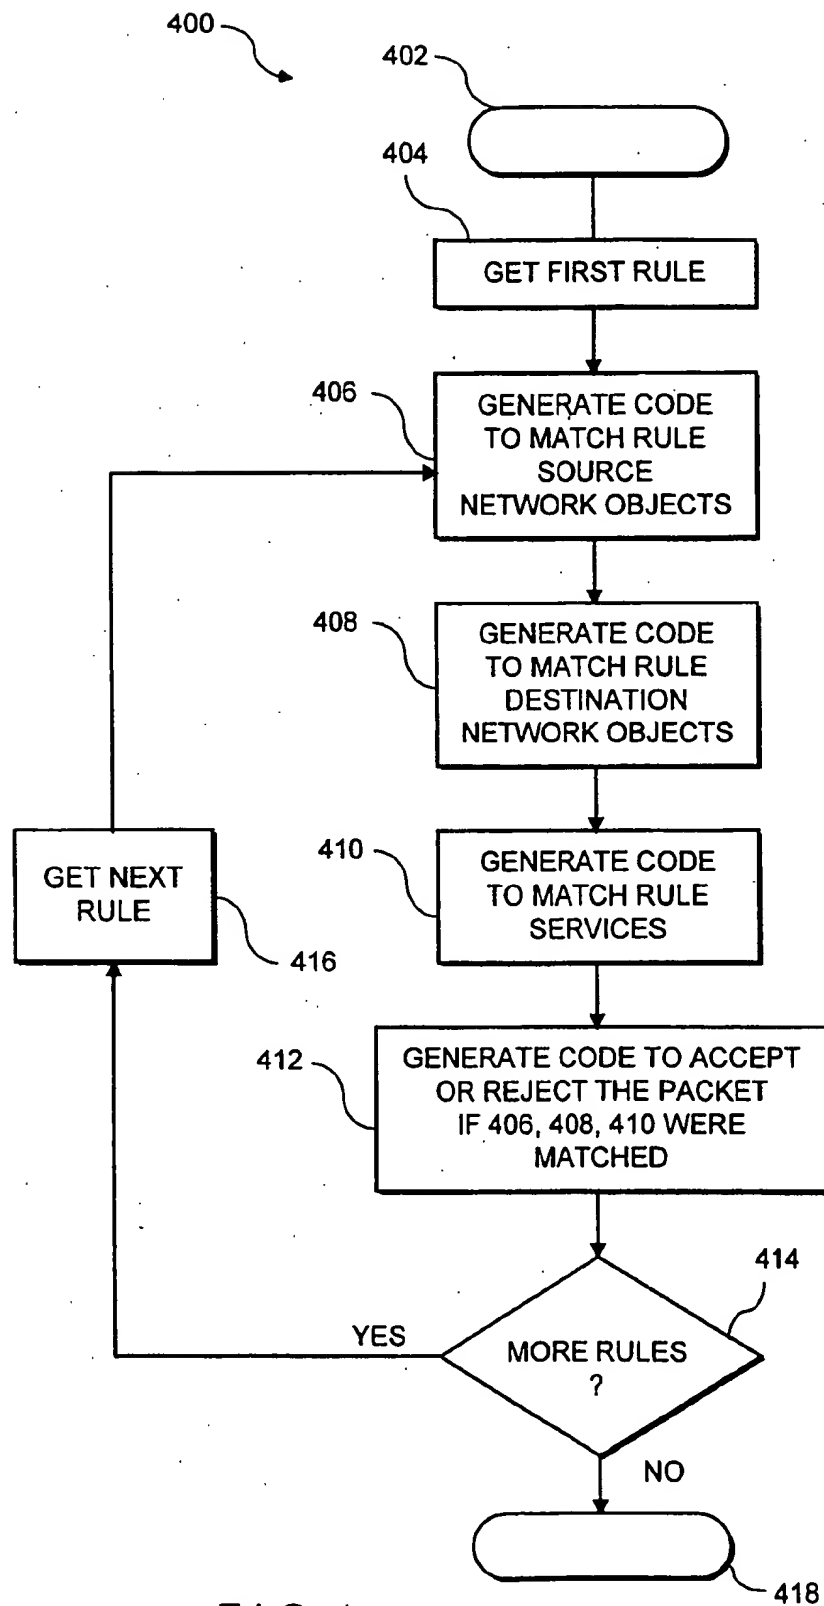 400
402
404
GET FIRST RULE
406
GENERATE CODE
TO MATCH RULE
SOURCE
NETWORK OBJECTS
408
GENERATE CODE
TO MATCH RULE
DESTINATION
NETWORK OBJECTS
GET NEXT
RULE
416
410
GENERATE CODE
TO MATCH RULE
SERVICES
412
GENERATE CODE TO ACCEPT
OR REJECT THE PACKET
IF 406, 408, 410 WERE
MATCHED
414
YES
MORE RULES
?
NO
418